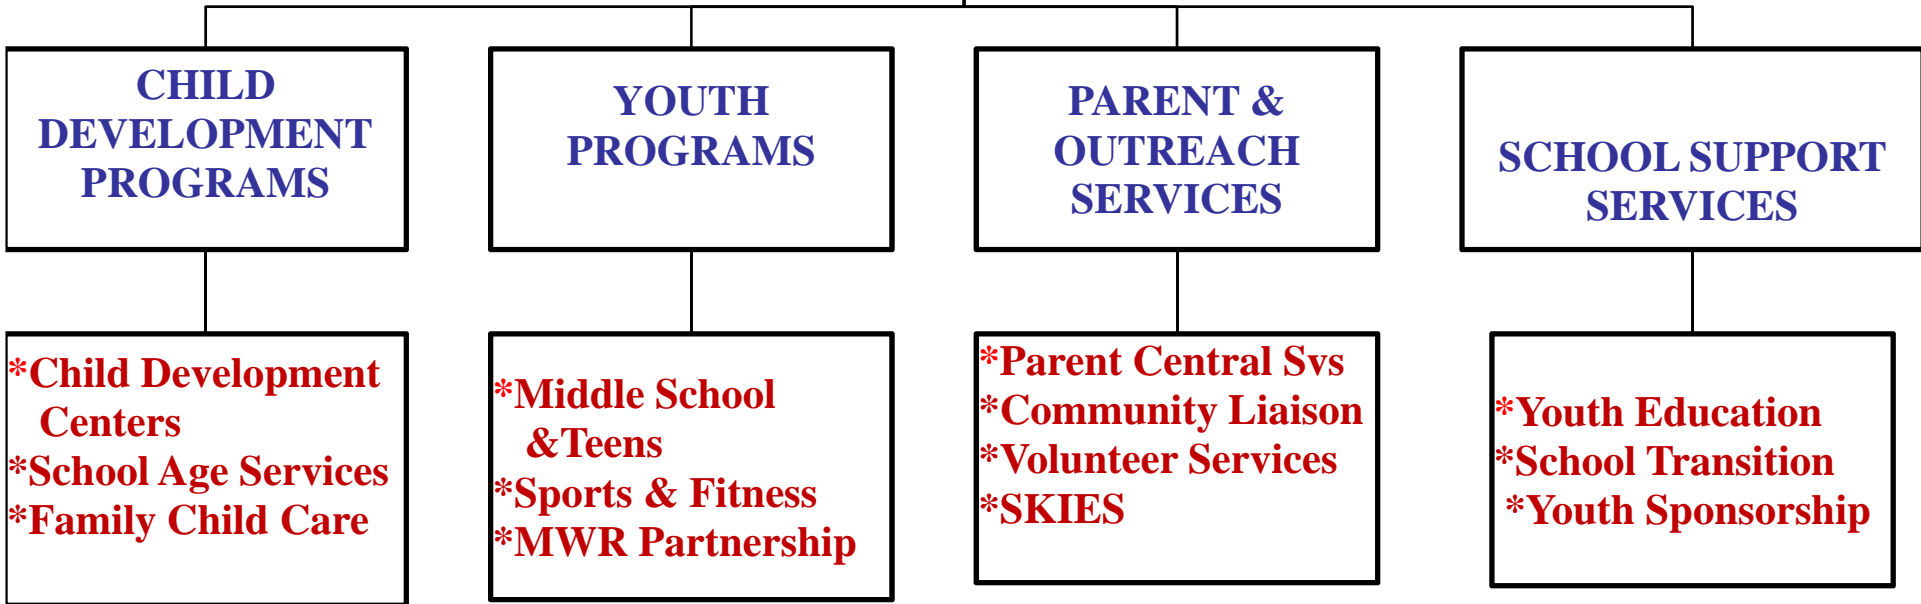 CHILD
DEVELOPMENT
PROGRAMS
YOUTH
PROGRAMS
PARENT &
OUTREACH
SERVICES
SCHOOL SUPPORT
SERVICES
*Child Development
Centers
*School Age Services
*Family Child Care
*Middle School
&Teens
*Sports & Fitness
*MWR Partnership
*Parent Central Svs
*Community Liaison
*Volunteer Services
*SKIES
*Youth Education
*School Transition
*Youth Sponsorship